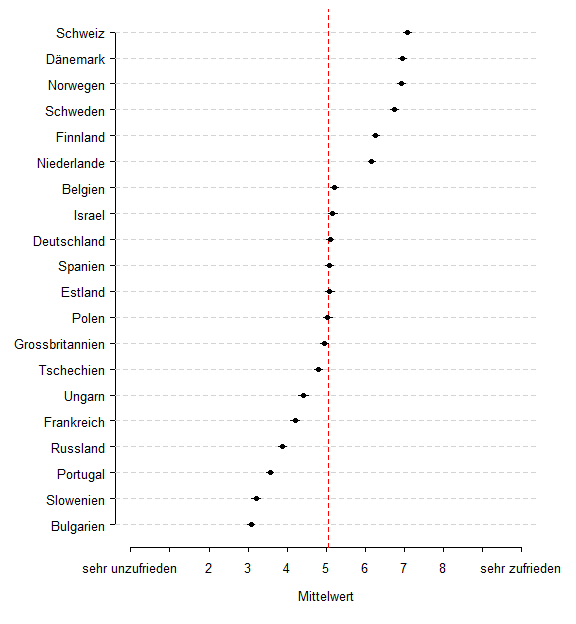 Schweiz
Dänemark
Norwegen
Schweden
Finnland
Niederlande
Belgien
Israel
Deutschland
Spanien
Estland
Polen
Grossbritannien
Tschechien
Ungarn
Frankreich
Russland
Portugal
Slowenien
Bulgarien
sehr unzufrieden 2 3 4 5 6 7 8 sehr zufrieden
Mittelwert